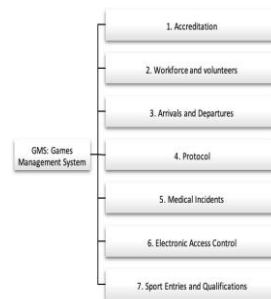 1. Accreditation
2. Workforce and volunteers
3. Arrivals and Departures
GMS: Games
Management System
4. Protocol
5. Medical Incidents
6. Electronic Access Control
7. Sport Entries and Qualifications